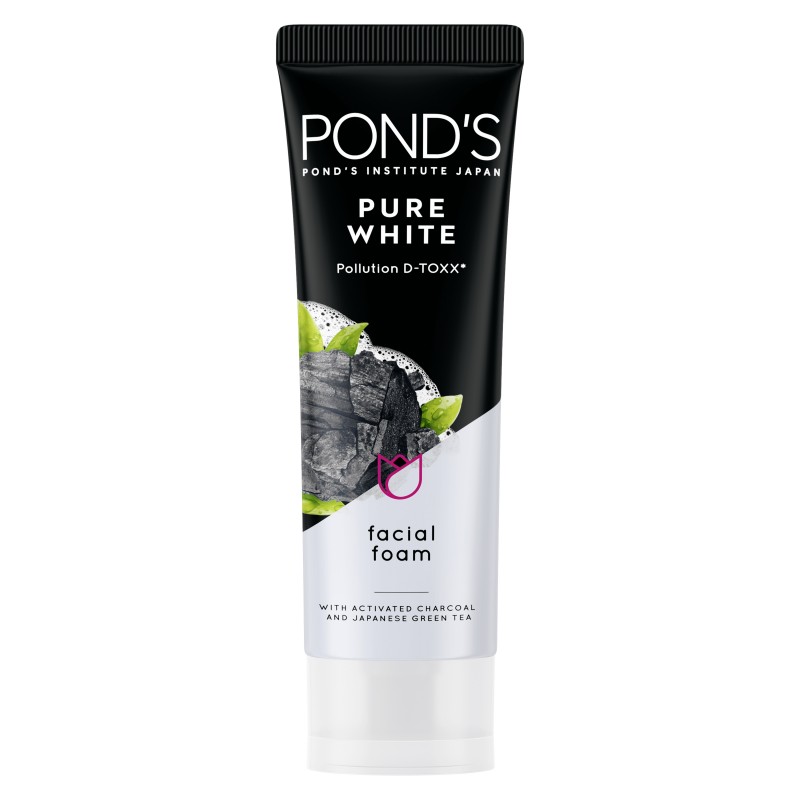 POND'S
POND'S INSTITUTE JAPAN
PURE
WHITE
Pollution D-TOXX*
facial
foam
WITH ACTIVATED CHARCOAL
AND JAPANESE GREEN TEA